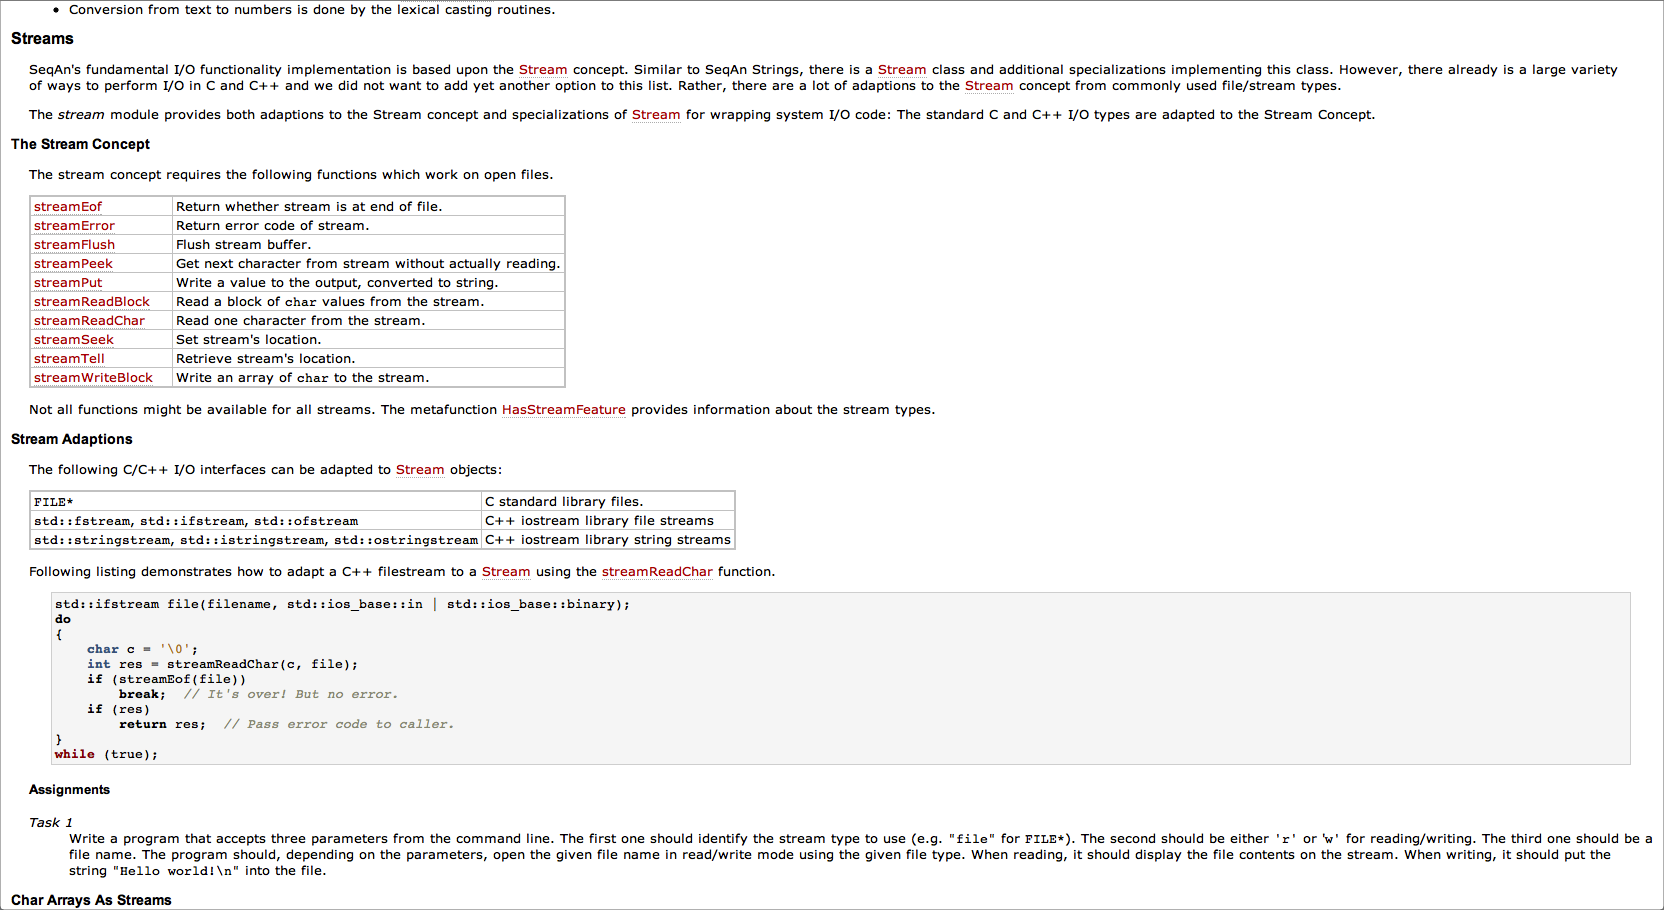 • Conversion from text to numbers is done by the lexical casting routines.
Streams
SeqAn's fundamental I/O functionality implementation is based upon the Stream concept. Similar to SeqAn Strings, there is a Stream class and additional specializations implementing this class. However, there already is a large variety
of ways to perform I/O in C and C++ and we did not want to add yet another option to this list. Rather, there are a lot of adaptions to the Stream concept from commonly used file/stream types.
The stream module provides both adaptions to the Stream concept and specializations of Stream for wrapping system I/O code: The standard C and C++ I/O types are adapted to the Stream Concept.
The Stream Concept
The stream concept requires the following functions which work on open files.
streamEof Return whether stream is at end of file.
streamError Return error code of stream.
streamFlush Flush stream buffer.
streamPeek Get next character from stream without actually reading.
streamPut Write a value to the output, converted to string.
streamReadBlock Read a block of char values from the stream.
streamReadChar Read one character from the stream.
streamSeek Set stream's location.
streamTell Retrieve stream's location.
streamWriteBlock Write an array of char to the stream.
Not all functions might be available for all streams. The metafunction HasStreamFeature provides information about the stream types.
Stream Adaptions
The following C/C++ I/O interfaces can be adapted to Stream objects:
FILE* C standard library files.
std::fstream, std::ifstream, std::ofstream C++ iostream library file streams
std::stringstream, std::istringstream, std::ostringstream C++ iostream library string streams
Following listing demonstrates how to adapt a C++ filestream to a Stream using the streamReadChar function.
std::ifstream file(filename, std::ios_base::in | std::ios_base::binary);
do
{
    char c = '\0';
    int res = streamReadChar(c, file);
    if (streamEof(file))
        break;  // It's over! But no error.
    if (res)
        return res;  // Pass error code to caller.
}
while (true);
Assignments
Task 1
Write a program that accepts three parameters from the command line. The first one should identify the stream type to use (e.g. "file" for FILE*). The second should be either 'r' or 'w' for reading/writing. The third one should be a
file name. The program should, depending on the parameters, open the given file name in read/write mode using the given file type. When reading, it should display the file contents on the stream. When writing, it should put the
string "Hello world!\n" into the file.
Char Arrays As Streams